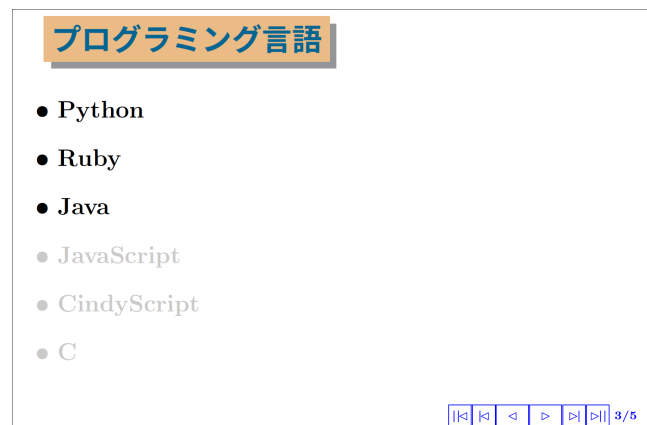 プログラミング言語
• Python
• Ruby
• Java
• JavaScript
• CindyScript
• C
3/5